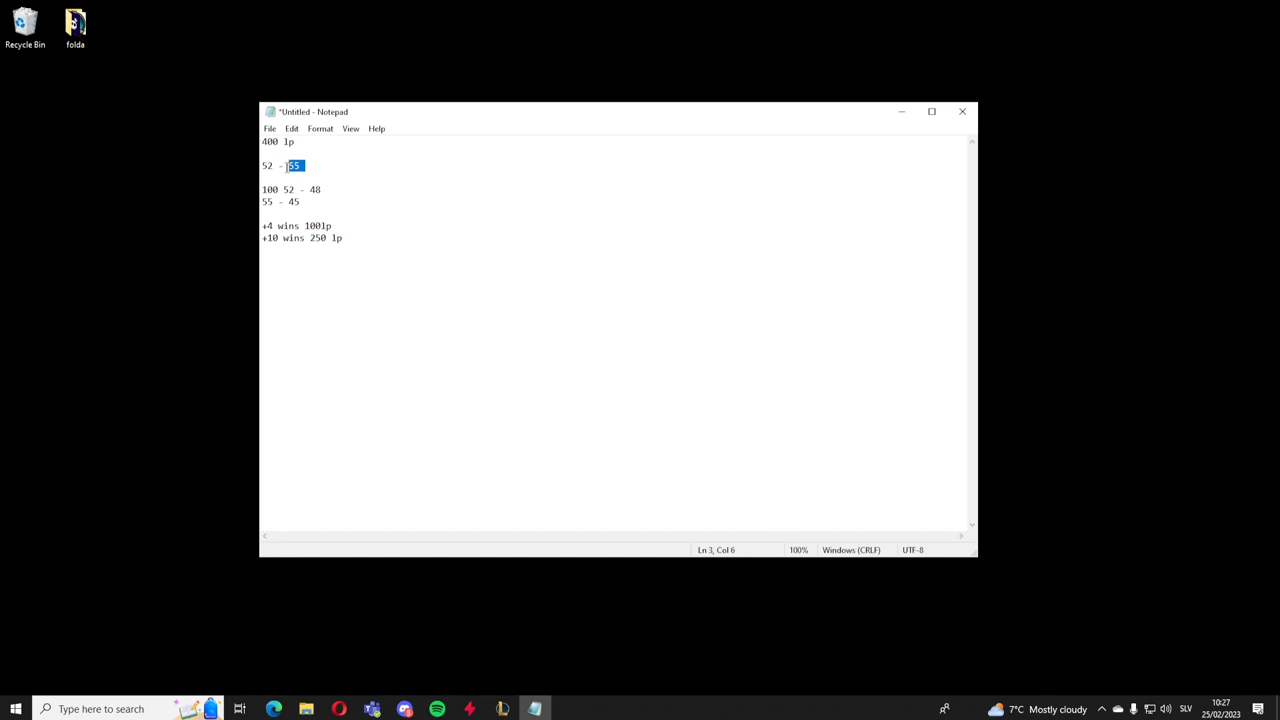 Recycle Bin
folda
*Untitled - Notepad
File Edit Format View Help
400 lp
52 - 55
100 52 - 48
55 - 45
+4 wins 100lp
+10 wins 250 lp
Ln 3, Col 6
100%
Windows (CRLF)
UTF-8
Type here to search
7°C Mostly cloudy
SLV
10:27
25/02/2023